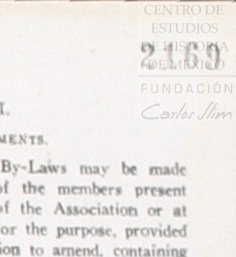 CENTRO DE
ESTUDIOS
DE HISTORIA
DE MÉXICO
2169
FUNDACIÓN
Carlos Slim
I.
MENTS.
By-Laws may be made
of the members present
of the Association or at
or the purpose, provided
ion to amend, containing